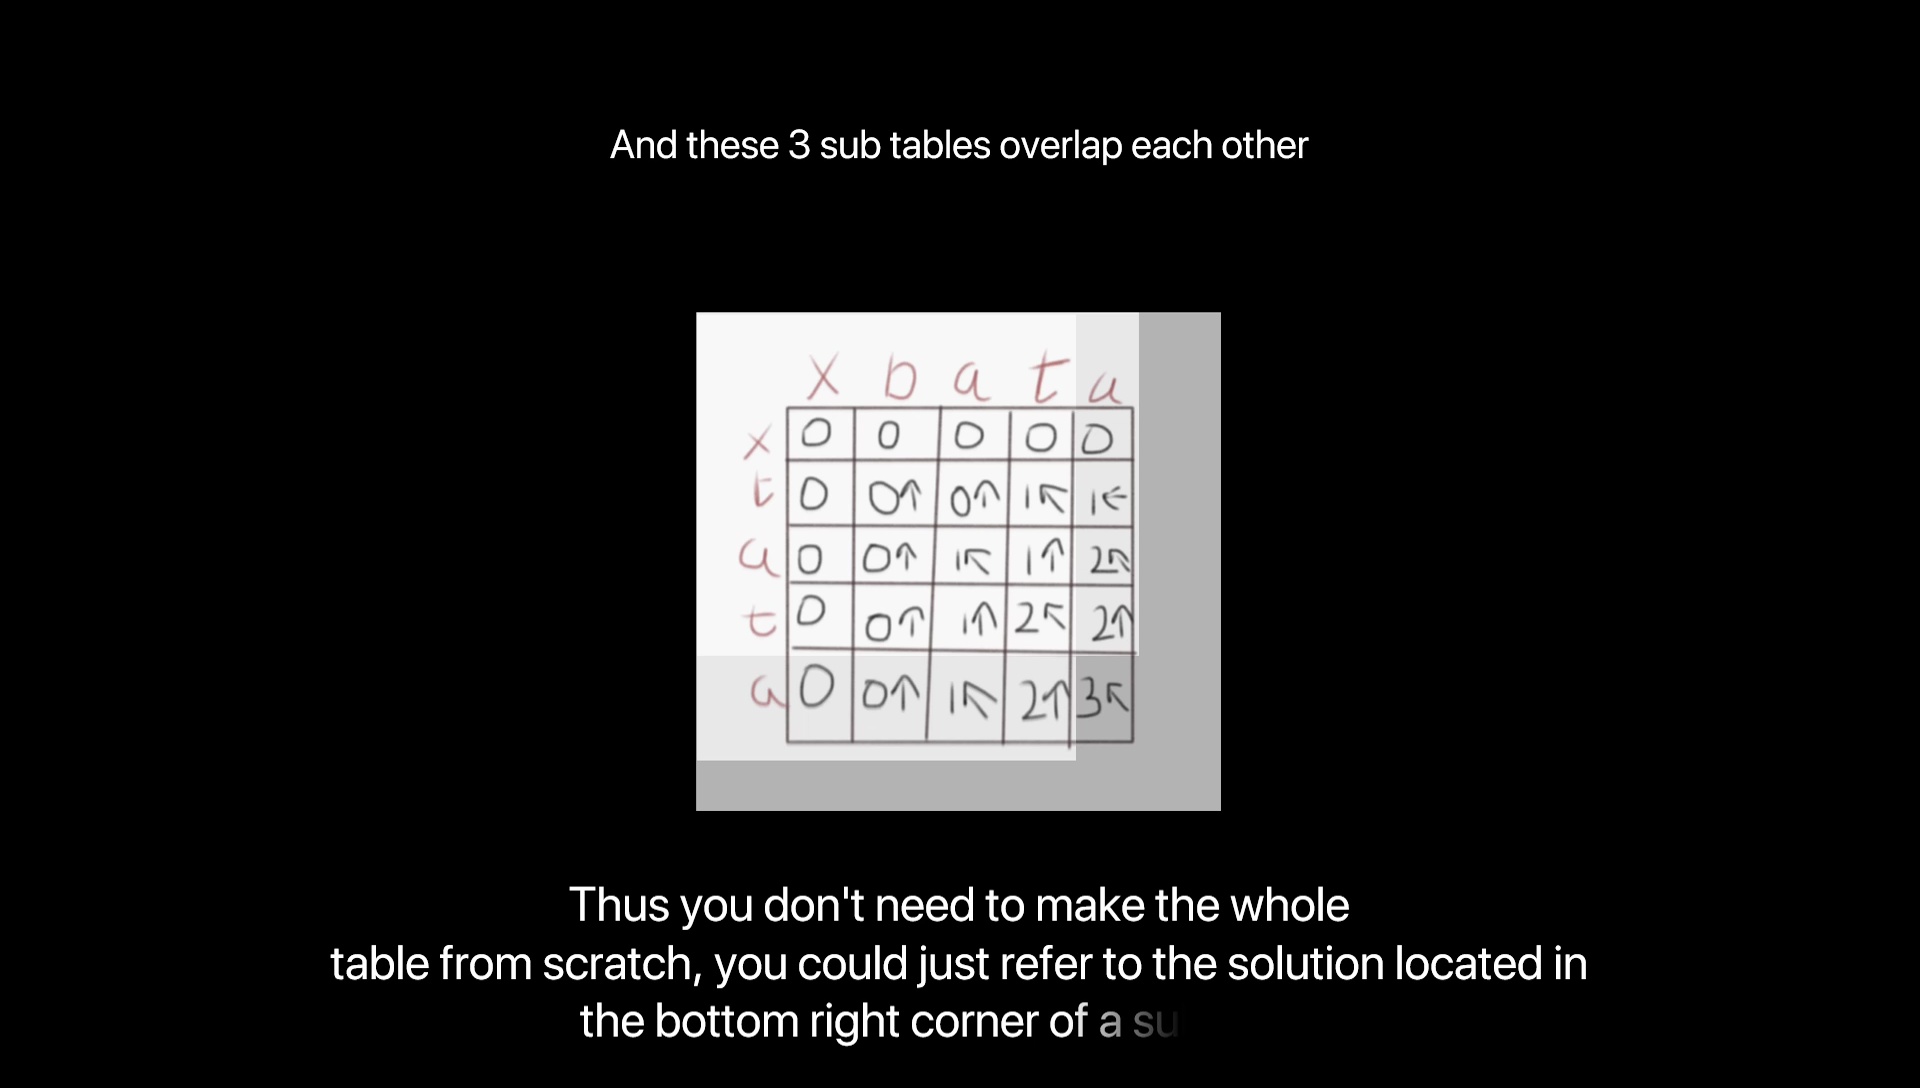 And these 3 sub tables overlap each other
x b a t a
x 0 0 0 0 0
t 0 0↑ 0↑ 1↖ 1←
a 0 0↑ 1↖ 1↑ 2↖
t 0 0↑ 1↑ 2↖ 2↑
a 0 0↑ 1↖ 2↑ 3↖
Thus you don't need to make the whole
table from scratch, you could just refer to the solution located in
the bottom right corner of a su